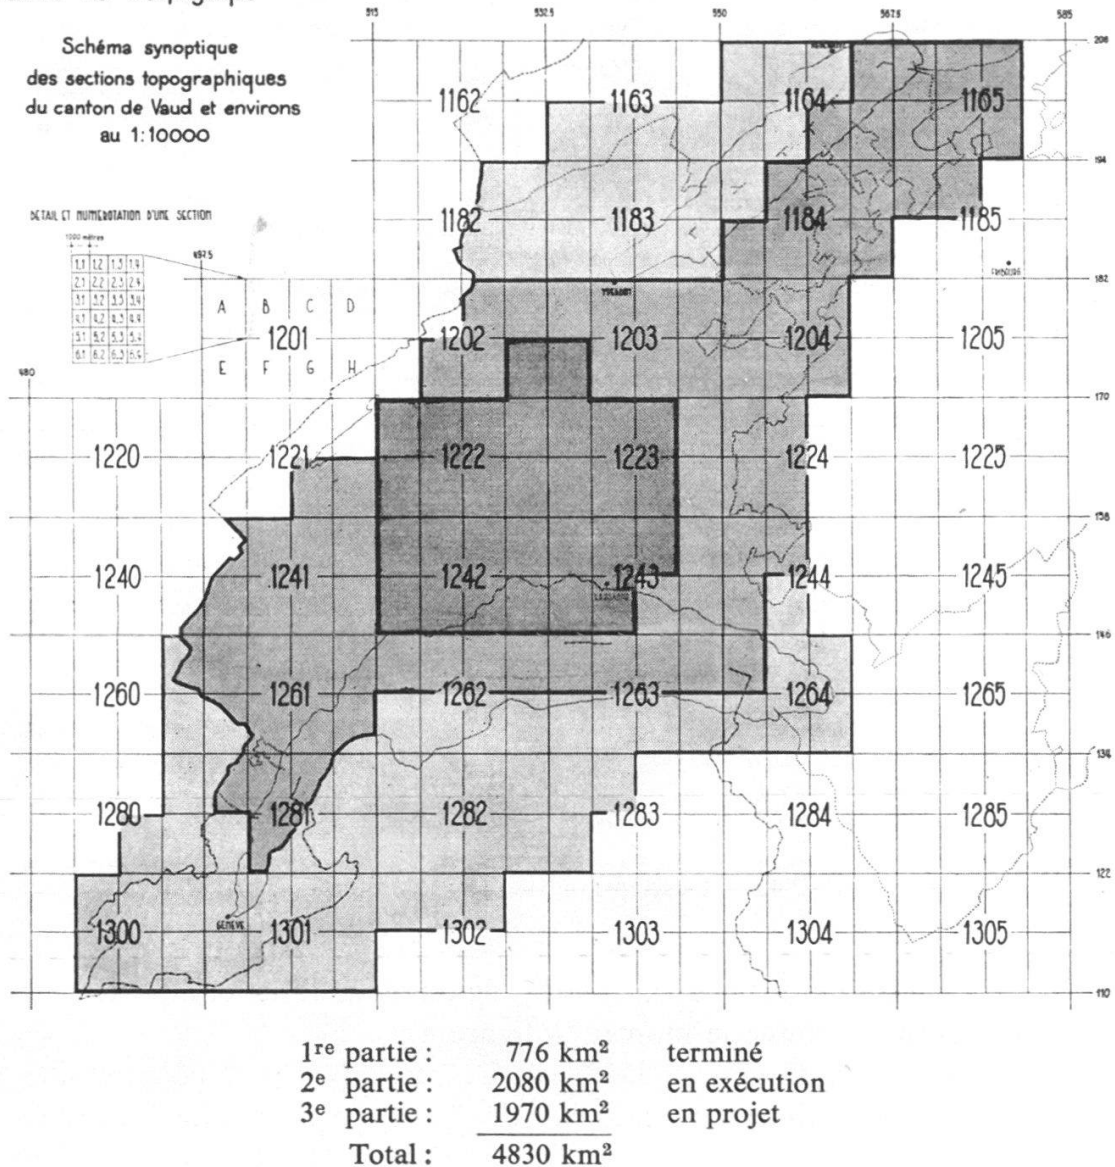 515 532.5 550 567.5 585
Schéma synoptique
des sections topographiques
du canton de Vaud et environs
au 1:10000
206
1162 1163 1164 1165
194
DÉTAIL ET NUMÉROTATION D'UNE SECTION
1182 1183 1184 1185
1000 mètres
497.5
1.1 1.2 1.3 1.4
2.1 2.2 2.3 2.4
3.1 3.2 3.3 3.4
4.1 4.2 4.3 4.4
5.1 5.2 5.3 5.4
6.1 6.2 6.3 6.4
FRIBOURG
182
YVERDON
A B C D
1201 1202 1203 1204 1205
E F G H
480
170
1220 1221 1222 1223 1224 1225
158
1240 1241 1242 1243 1244 1245
LAUSANNE
146
1260 1261 1262 1263 1264 1265
134
1280 1281 1282 1283 1284 1285
122
GENÈVE
1300 1301 1302 1303 1304 1305
110
1re partie : 776 km² terminé
2e partie : 2080 km² en exécution
3e partie : 1970 km² en projet
Total : 4830 km²